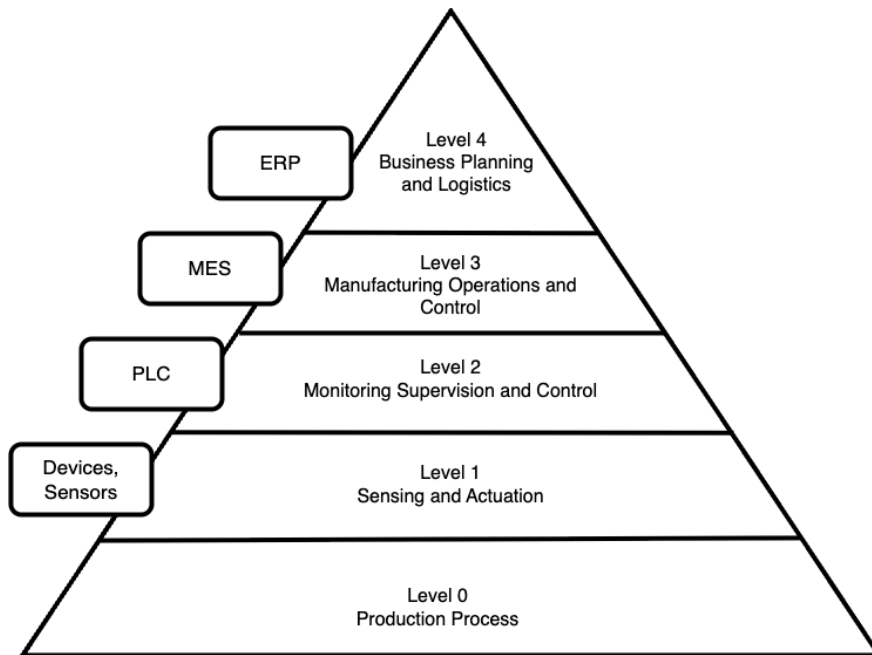 Level 4
Business Planning
and Logistics
ERP
Level 3
Manufacturing Operations and
Control
MES
Level 2
Monitoring Supervision and Control
PLC
Level 1
Sensing and Actuation
Devices,
Sensors
Level 0
Production Process